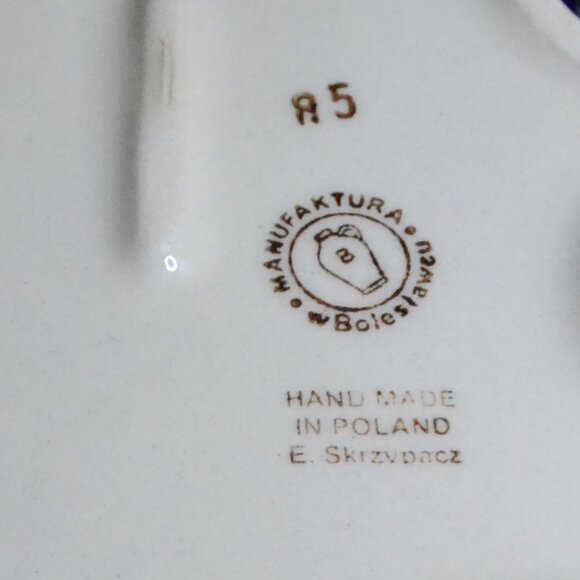 R 5
MANUFAKTURA • w Bolesławcu •
B
HAND MADE
IN POLAND
E. Skrzypacz